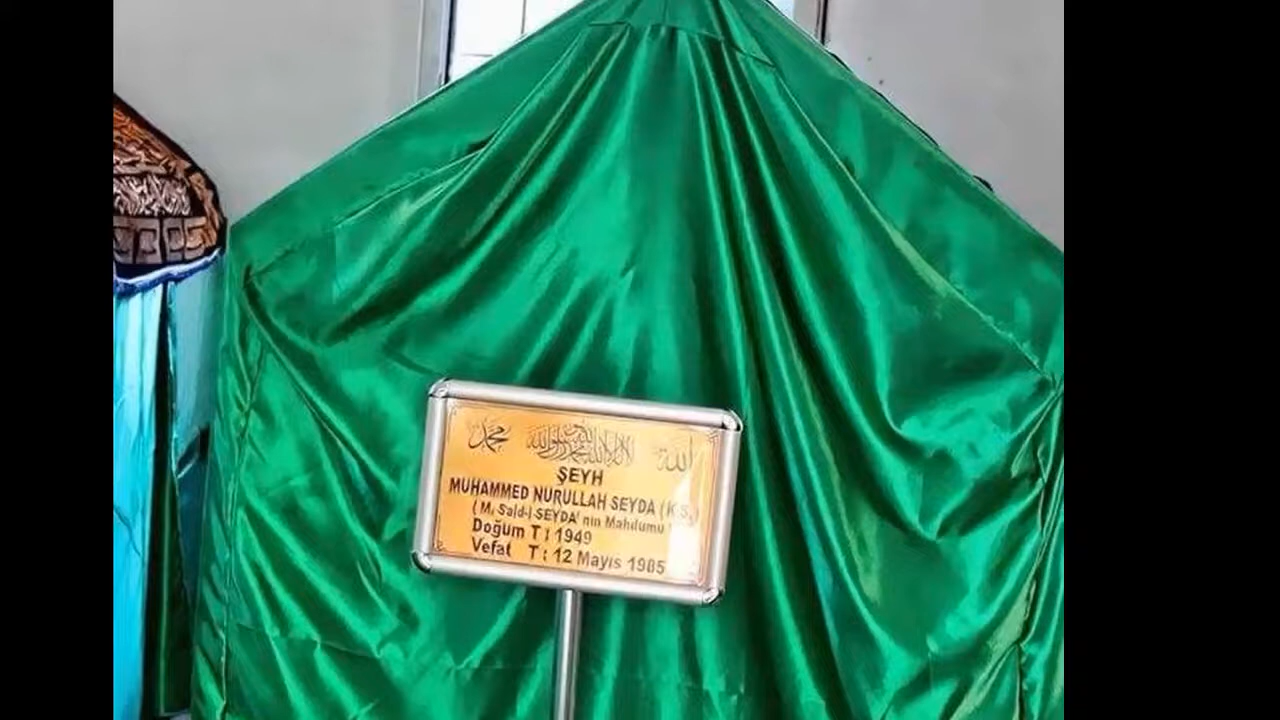 محمد لا إله إلا الله محمد رسول الله الله
ŞEYH
MUHAMMED NURULLAH SEYDA (K.S.)
( M. Said-i SEYDA' nın Mahdumu
Doğum T : 1949
Vefat T : 12 Mayıs 1985